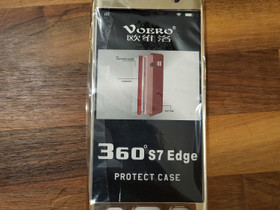 VOERO
欧维洛
360° S7 Edge
PROTECT CASE